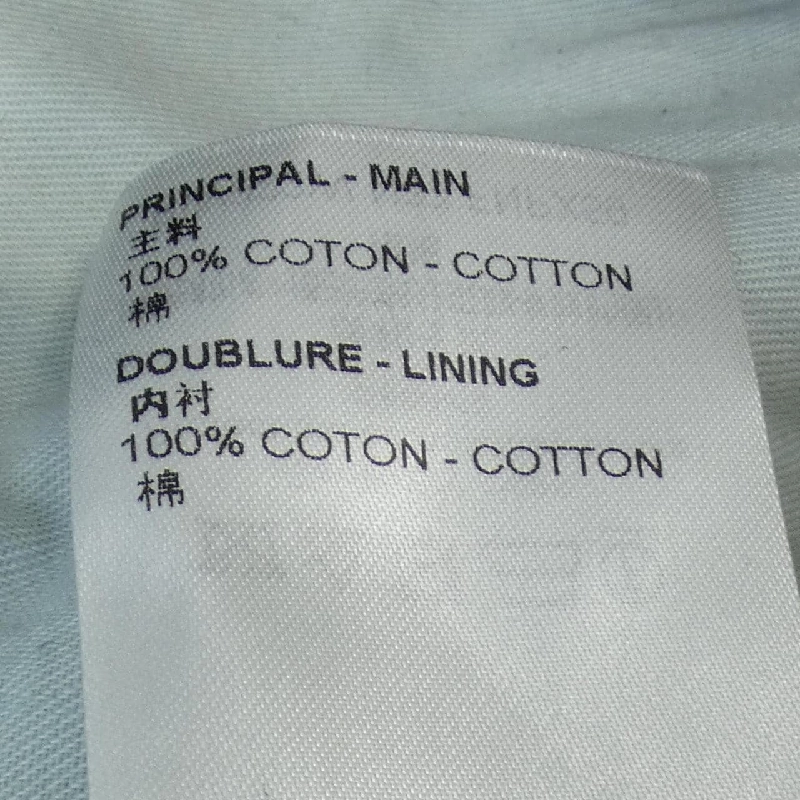 PRINCIPAL - MAIN
主料
100% COTON - COTTON
棉
DOUBLURE - LINING
内衬
100% COTON - COTTON
棉